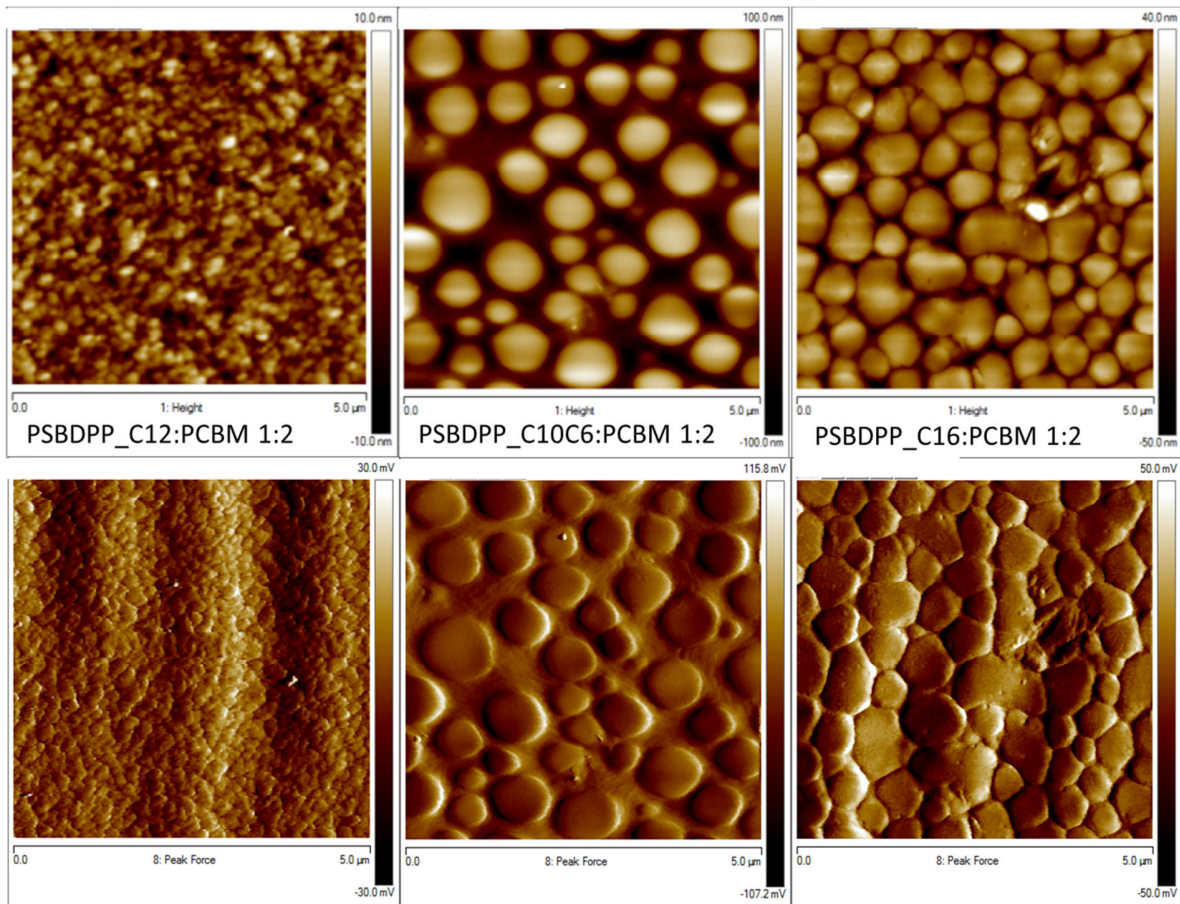 10.0 nm
100.0 nm
40.0 nm
0.0 1: Height 5.0 µm
0.0 1: Height 5.0 µm
0.0 1: Height 5.0 µm
-10.0 nm
-100.0 nm
-50.0 nm
PSBDPP_C12:PCBM 1:2
PSBDPP_C10C6:PCBM 1:2
PSBDPP_C16:PCBM 1:2
30.0 mV
115.8 mV
50.0 mV
0.0 8: Peak Force 5.0 µm
0.0 8: Peak Force 5.0 µm
0.0 8: Peak Force 5.0 µm
-30.0 mV
-107.2 mV
-50.0 mV